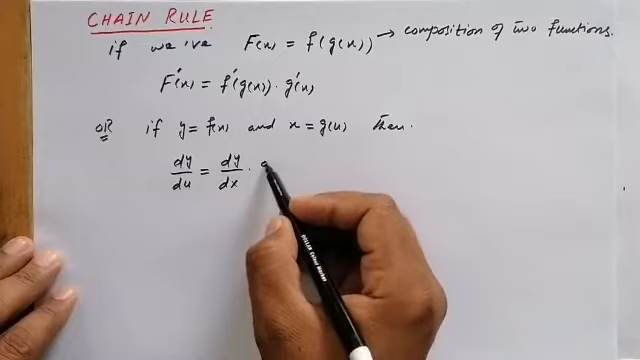 CHAIN RULE
if we've F(x) = f(g(x)) → composition of two functions.
F'(x) = f'(g(x)) · g'(x)
OR if y = f(x) and x = g(u) then.
dy/du = dy/dx ·